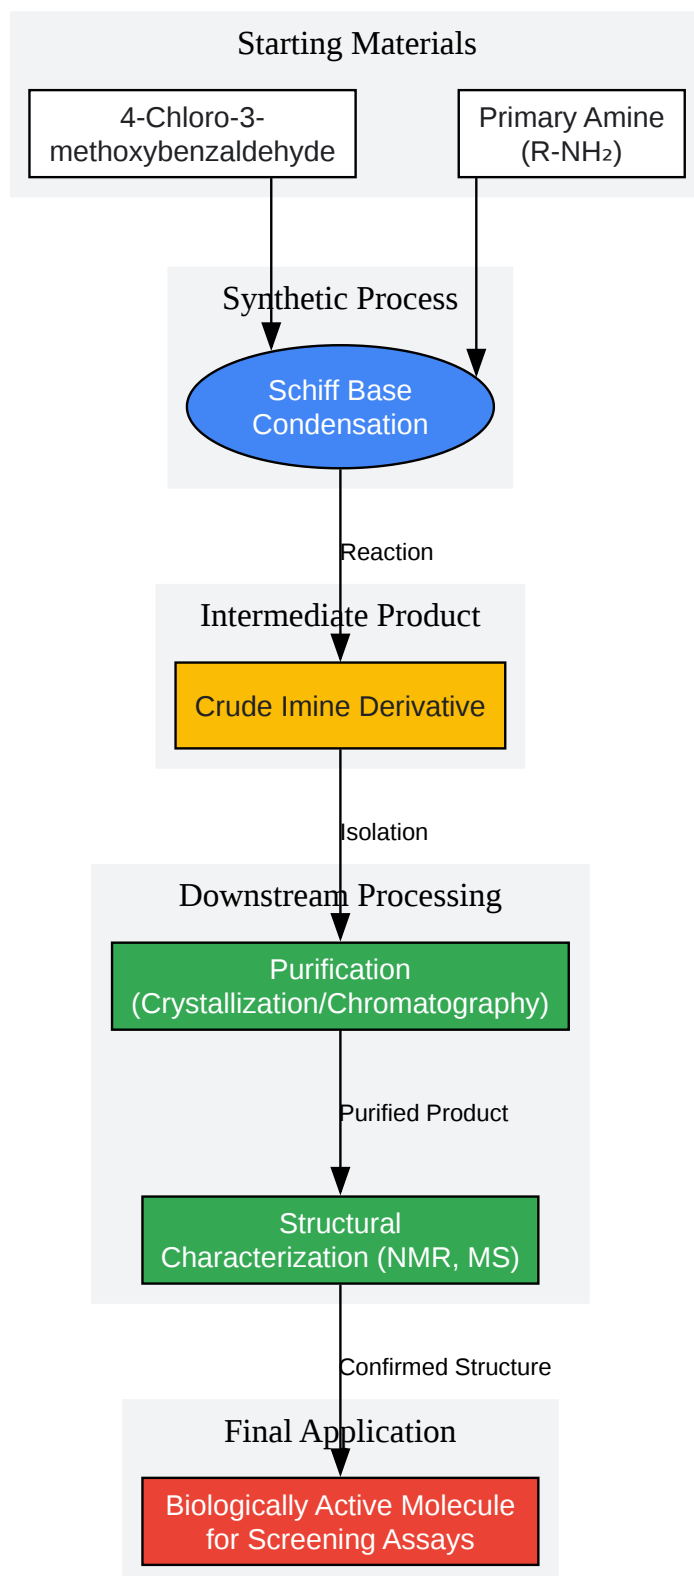 Starting Materials
4-Chloro-3-
methoxybenzaldehyde
Primary Amine
(R-NH₂)
Synthetic Process
Schiff Base
Condensation
Reaction
Intermediate Product
Crude Imine Derivative
Isolation
Downstream Processing
Purification
(Crystallization/Chromatography)
Purified Product
Structural
Characterization (NMR, MS)
Confirmed Structure
Final Application
Biologically Active Molecule
for Screening Assays